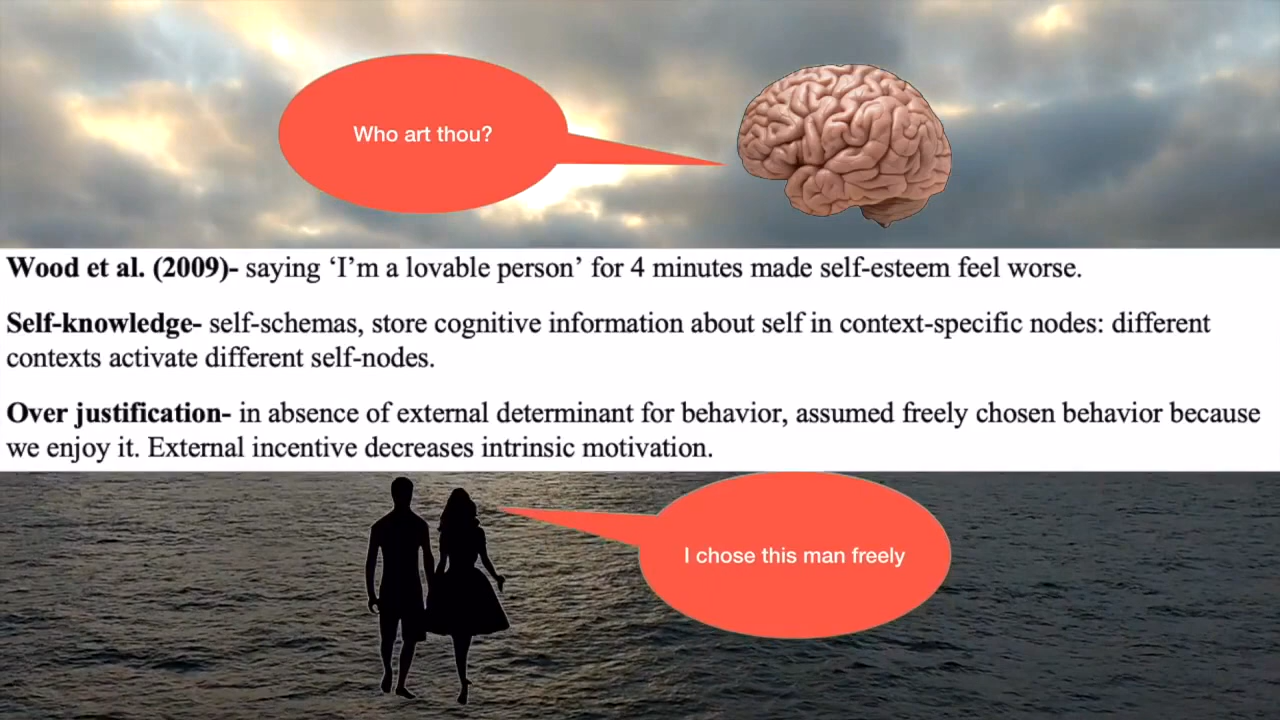 Who art thou?
Wood et al. (2009)- saying ‘I’m a lovable person’ for 4 minutes made self-esteem feel worse.
Self-knowledge- self-schemas, store cognitive information about self in context-specific nodes: different
contexts activate different self-nodes.
Over justification- in absence of external determinant for behavior, assumed freely chosen behavior because
we enjoy it. External incentive decreases intrinsic motivation.
I chose this man freely